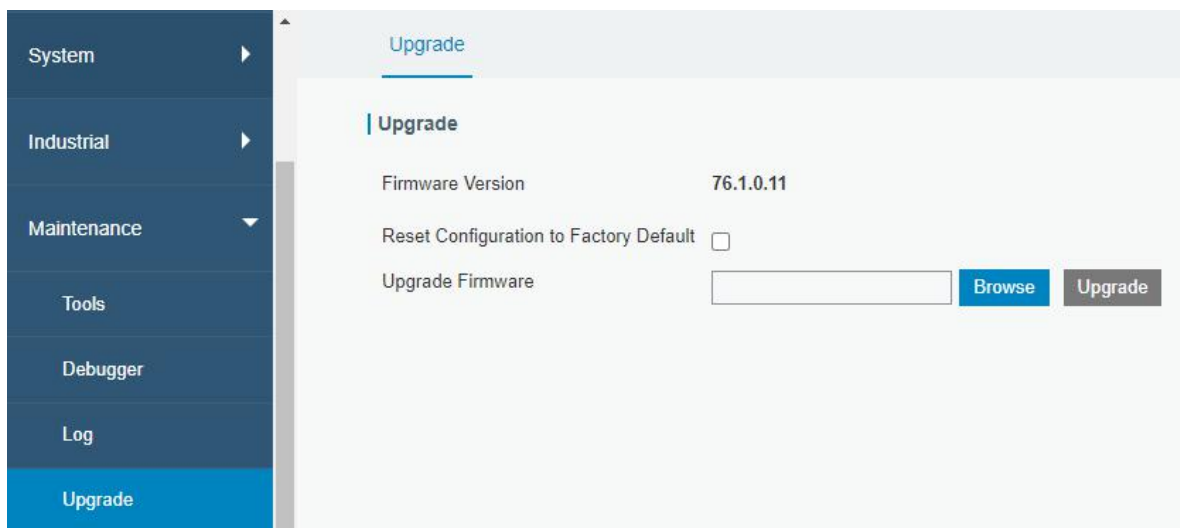 System
Industrial
Maintenance
Tools
Debugger
Log
Upgrade
Upgrade
Upgrade
Firmware Version 76.1.0.11
Reset Configuration to Factory Default
Upgrade Firmware Browse Upgrade